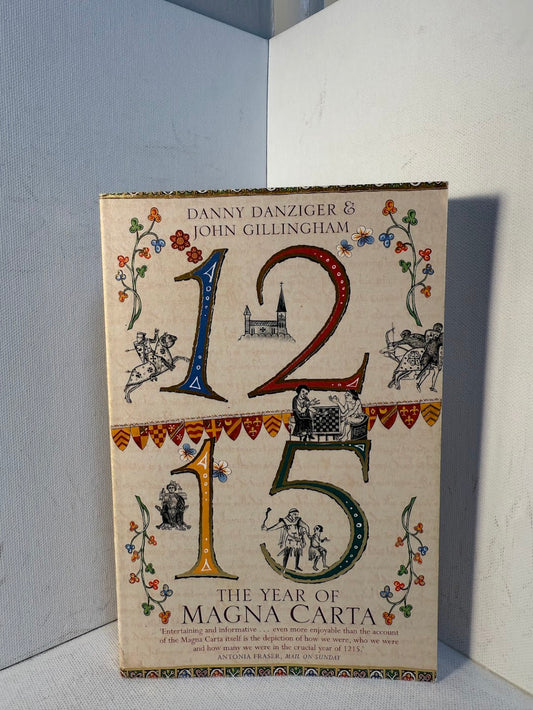 DANNY DANZIGER &
JOHN GILLINGHAM
12
15
THE YEAR OF
MAGNA CARTA
'Entertaining and informative . . . even more enjoyable than the account
of the Magna Carta itself is the depiction of how we were, who we were
and how many we were in the crucial year of 1215.'
ANTONIA FRASER, MAIL ON SUNDAY